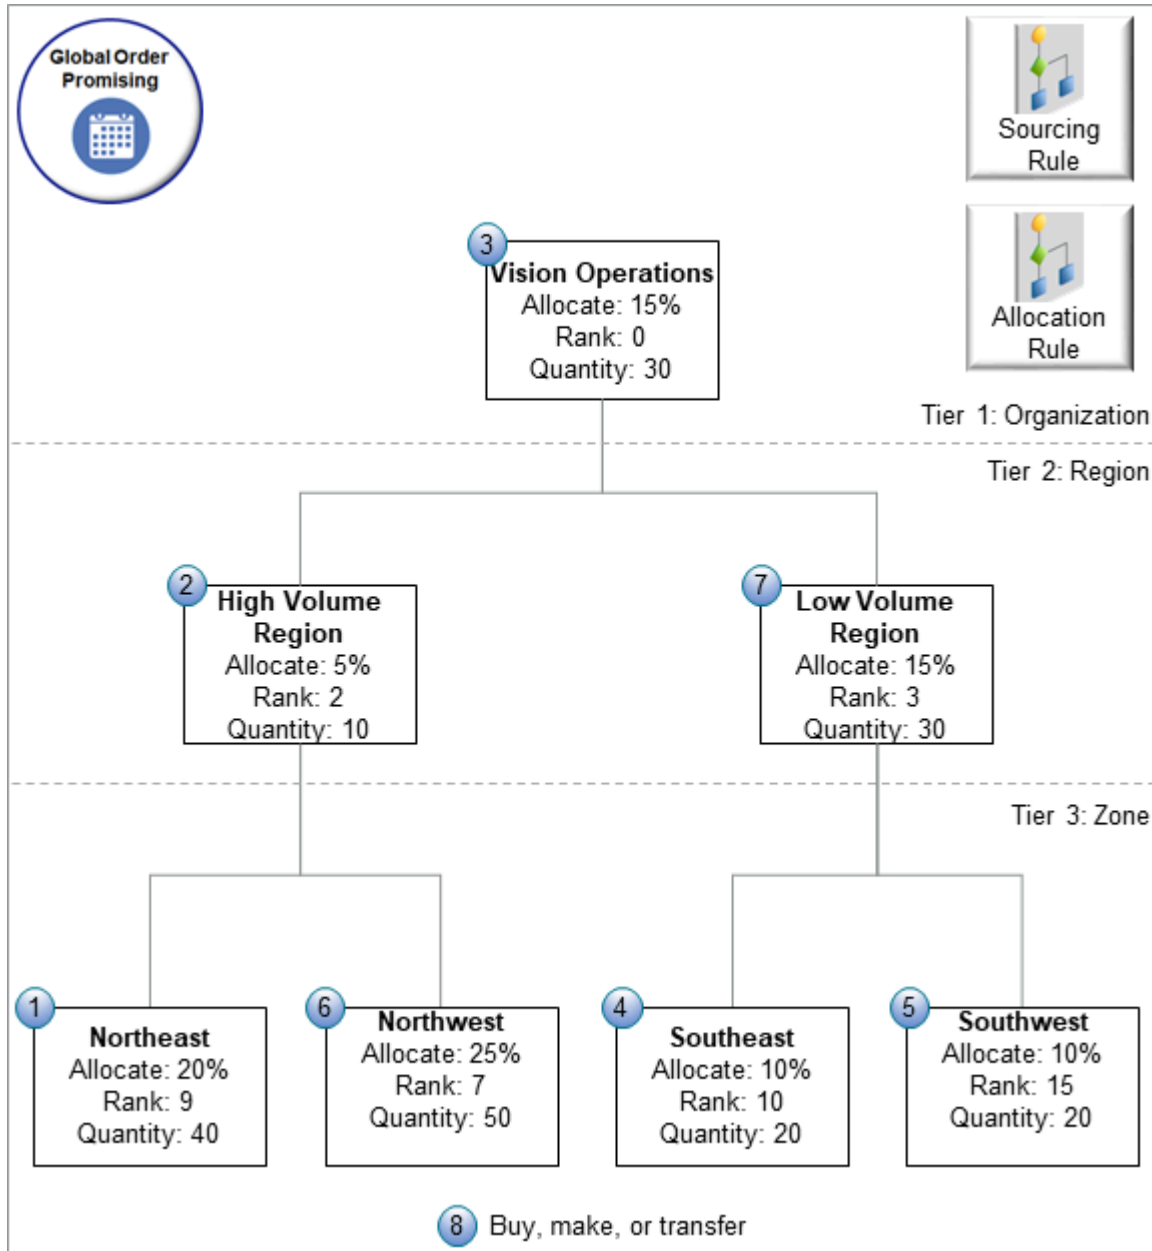 Global Order
Promising
Sourcing
Rule
Allocation
Rule
3
Vision Operations
Allocate: 15%
Rank: 0
Quantity: 30
Tier 1: Organization
Tier 2: Region
2
High Volume
Region
Allocate: 5%
Rank: 2
Quantity: 10
7
Low Volume
Region
Allocate: 15%
Rank: 3
Quantity: 30
Tier 3: Zone
1
Northeast
Allocate: 20%
Rank: 9
Quantity: 40
6
Northwest
Allocate: 25%
Rank: 7
Quantity: 50
4
Southeast
Allocate: 10%
Rank: 10
Quantity: 20
5
Southwest
Allocate: 10%
Rank: 15
Quantity: 20
8 Buy, make, or transfer